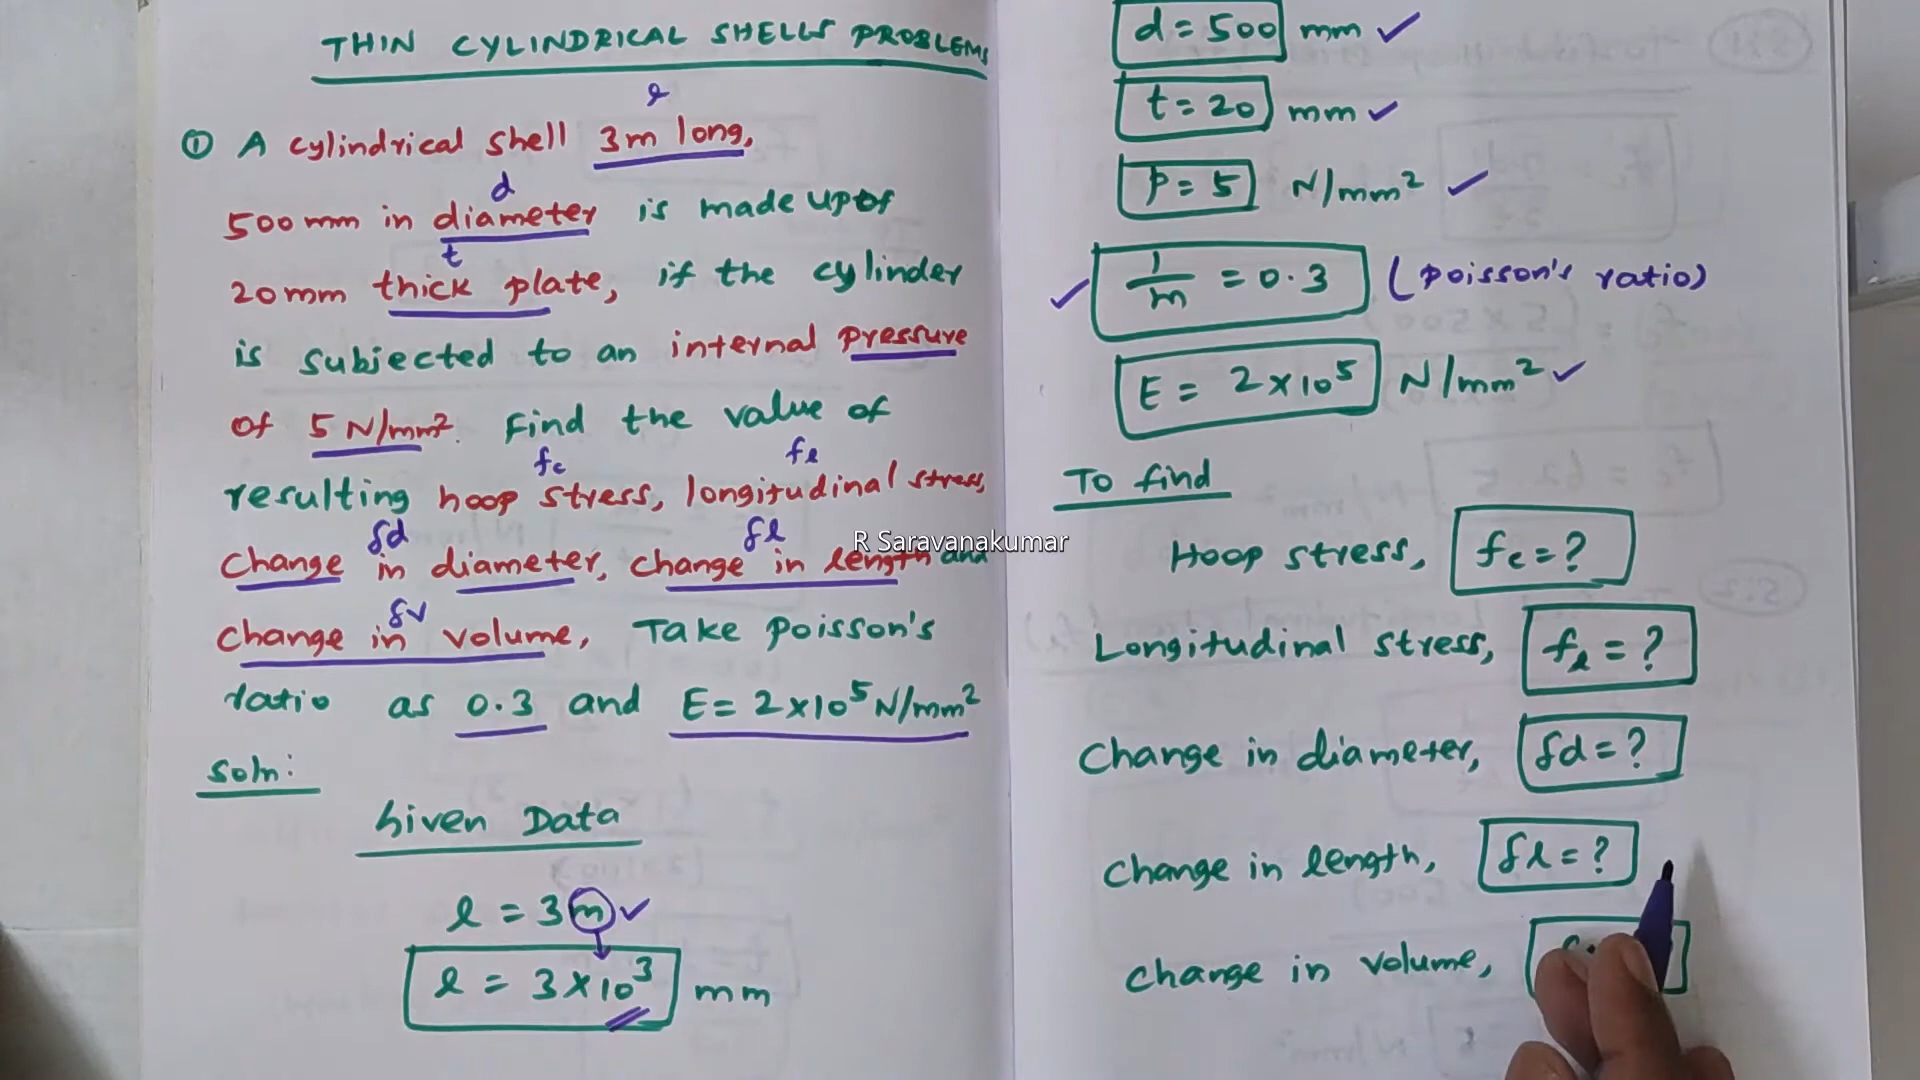 THIN CYLINDRICAL SHELLS PROBLEMS
l
① A cylindrical shell 3m long,
d
500mm in diameter is made up of
t
20mm thick plate, if the cylinder
is subjected to an internal pressure
of 5 N/mm². Find the value of
fc fl
resulting hoop stress, longitudinal stress,
δd δl
change in diameter, change in length and
δv
change in volume, Take poisson's
ratio as 0.3 and E = 2×10⁵ N/mm²
Soln:
Given Data
l = 3m
l = 3×10³ mm
d = 500 mm
t = 20 mm
P = 5 N/mm²
1/m = 0.3 (poisson's ratio)
E = 2×10⁵ N/mm²
To find
Hoop stress, fc = ?
Longitudinal stress, fl = ?
Change in diameter, δd = ?
change in length, δl = ?
change in volume,
R Saravanakumar